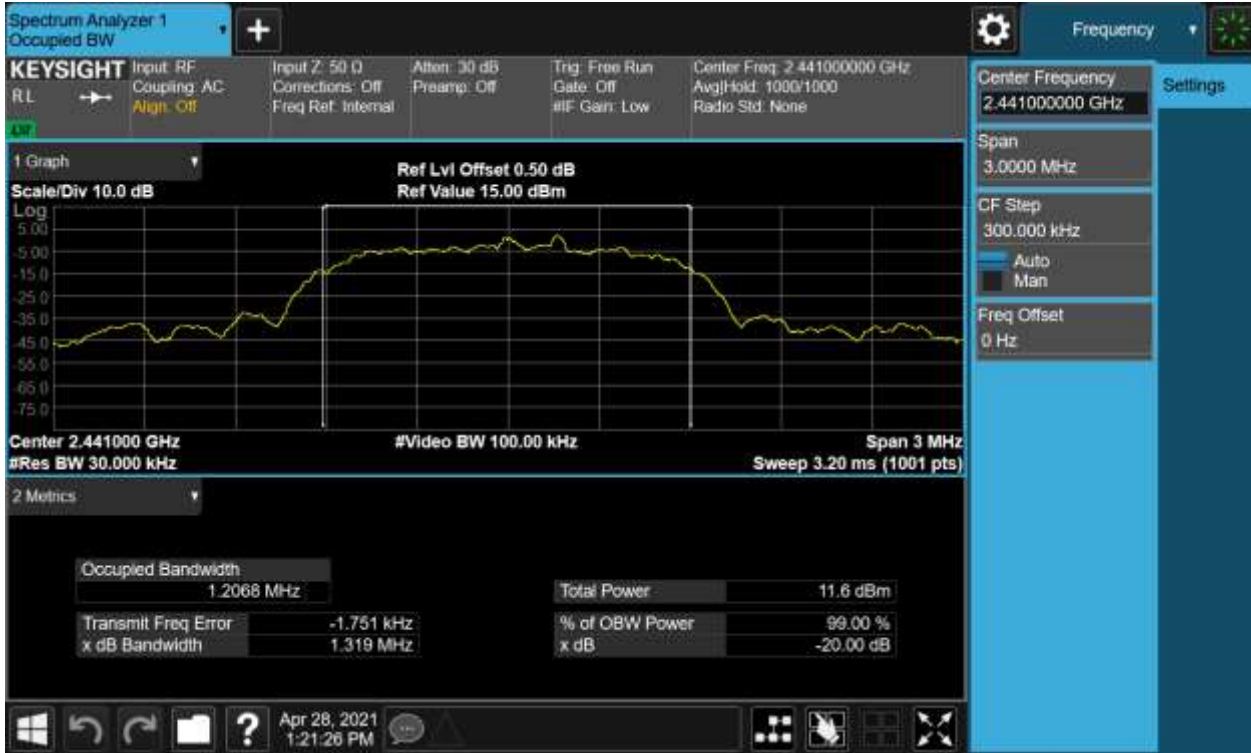 Spectrum Analyzer 1
Occupied BW
+
Frequency
KEYSIGHT
RL
Input: RF
Coupling: AC
Align: Off
Input Z: 50 Ω
Corrections: Off
Freq Ref: Internal
Atten: 30 dB
Preamp: Off
Trig: Free Run
Gate: Off
#IF Gain: Low
Center Freq: 2.441000000 GHz
Avg|Hold: 1000/1000
Radio Std: None
Center Frequency
2.441000000 GHz
Settings
Span
3.0000 MHz
CF Step
300.000 kHz
Auto
Man
Freq Offset
0 Hz
1 Graph
Scale/Div 10.0 dB
Ref Lvl Offset 0.50 dB
Ref Value 15.00 dBm
Log
5.00
-5.00
-15.0
-25.0
-35.0
-45.0
-55.0
-65.0
-75.0
Center 2.441000 GHz
#Video BW 100.00 kHz
Span 3 MHz
#Res BW 30.000 kHz
Sweep 3.20 ms (1001 pts)
2 Metrics
Occupied Bandwidth
1.2068 MHz
Total Power 11.6 dBm
Transmit Freq Error -1.751 kHz
% of OBW Power 99.00 %
x dB Bandwidth 1.319 MHz
x dB -20.00 dB
?
Apr 28, 2021
1:21:26 PM